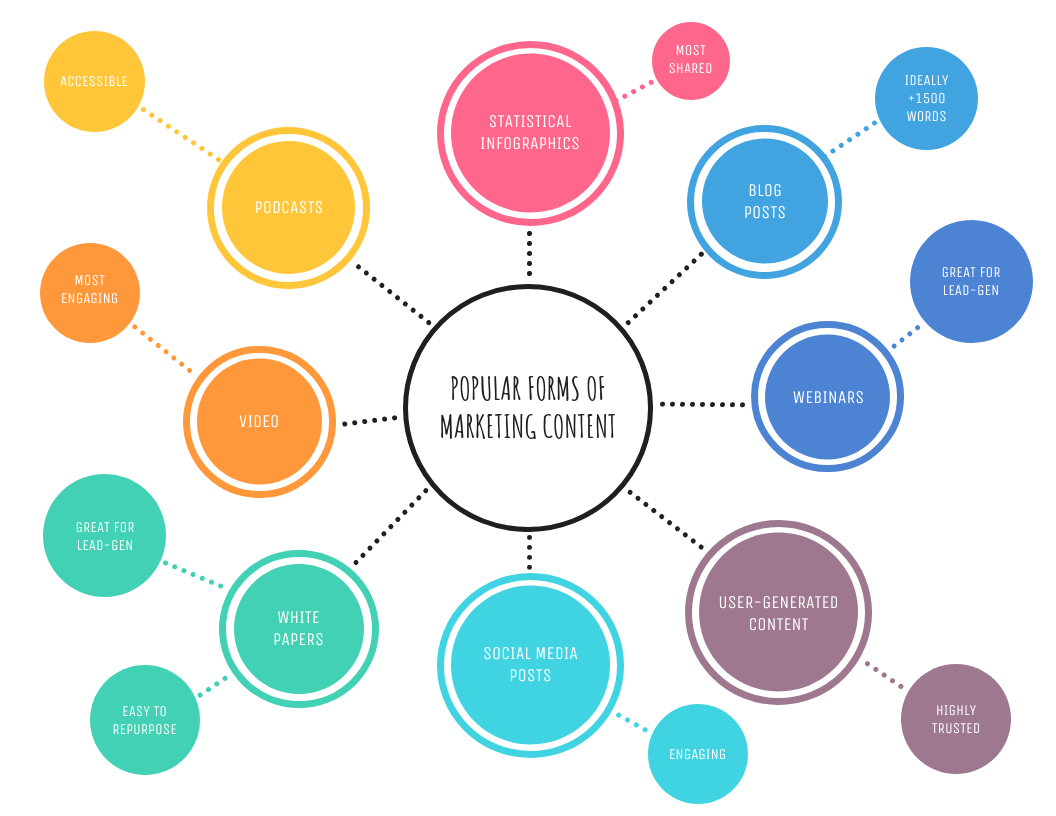 POPULAR FORMS OF
MARKETING CONTENT
STATISTICAL
INFOGRAPHICS
MOST
SHARED
BLOG
POSTS
IDEALLY
+1500
WORDS
WEBINARS
GREAT FOR
LEAD-GEN
USER-GENERATED
CONTENT
HIGHLY
TRUSTED
SOCIAL MEDIA
POSTS
ENGAGING
WHITE
PAPERS
GREAT FOR
LEAD-GEN
EASY TO
REPURPOSE
VIDEO
MOST
ENGAGING
PODCASTS
ACCESSIBLE